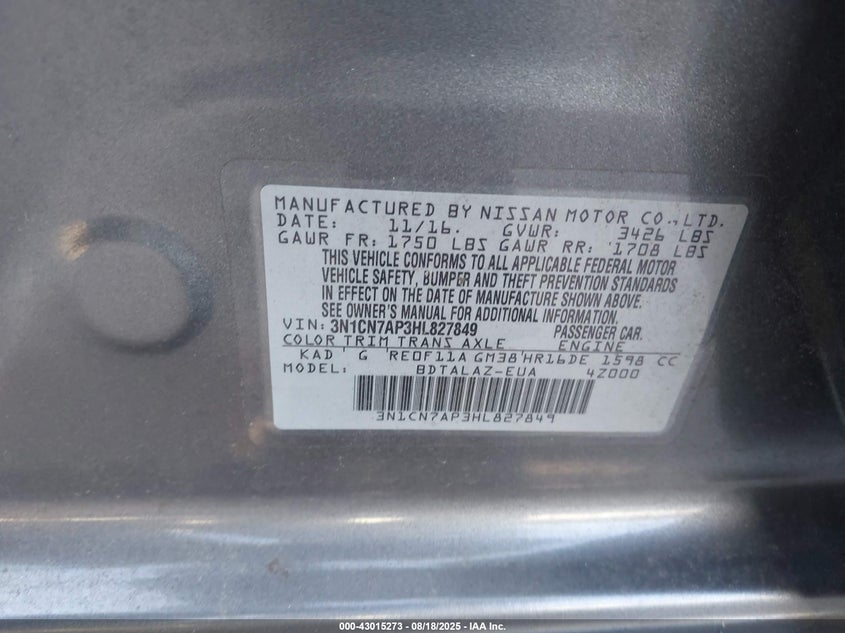 MANUFACTURED BY NISSAN MOTOR CO.,LTD.
DATE: 11/16. GVWR: 3426 LBS
GAWR FR: 1750 LBS GAWR RR: 1708 LBS
THIS VEHICLE CONFORMS TO ALL APPLICABLE FEDERAL MOTOR
VEHICLE SAFETY, BUMPER AND THEFT PREVENTION STANDARDS
IN EFFECT ON THE DATE OF MANUFACTURE SHOWN ABOVE.
SEE OWNER'S MANUAL FOR ADDITIONAL INFORMATION.
VIN: 3N1CN7AP3HL827849 PASSENGER CAR.
COLOR TRIM TRANS AXLE ENGINE
KAD G RE0F11A GM38 HR16DE 1598 CC
MODEL: BDTALAZ-EUA 4Z000
3N1CN7AP3HL827849
000-43015273 - 08/18/2025 - IAA Inc.